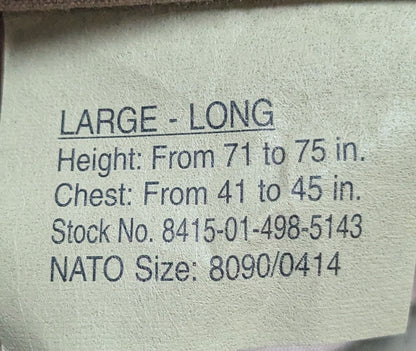 LARGE - LONG
Height: From 71 to 75 in.
Chest: From 41 to 45 in.
Stock No. 8415-01-498-5143
NATO Size: 8090/0414